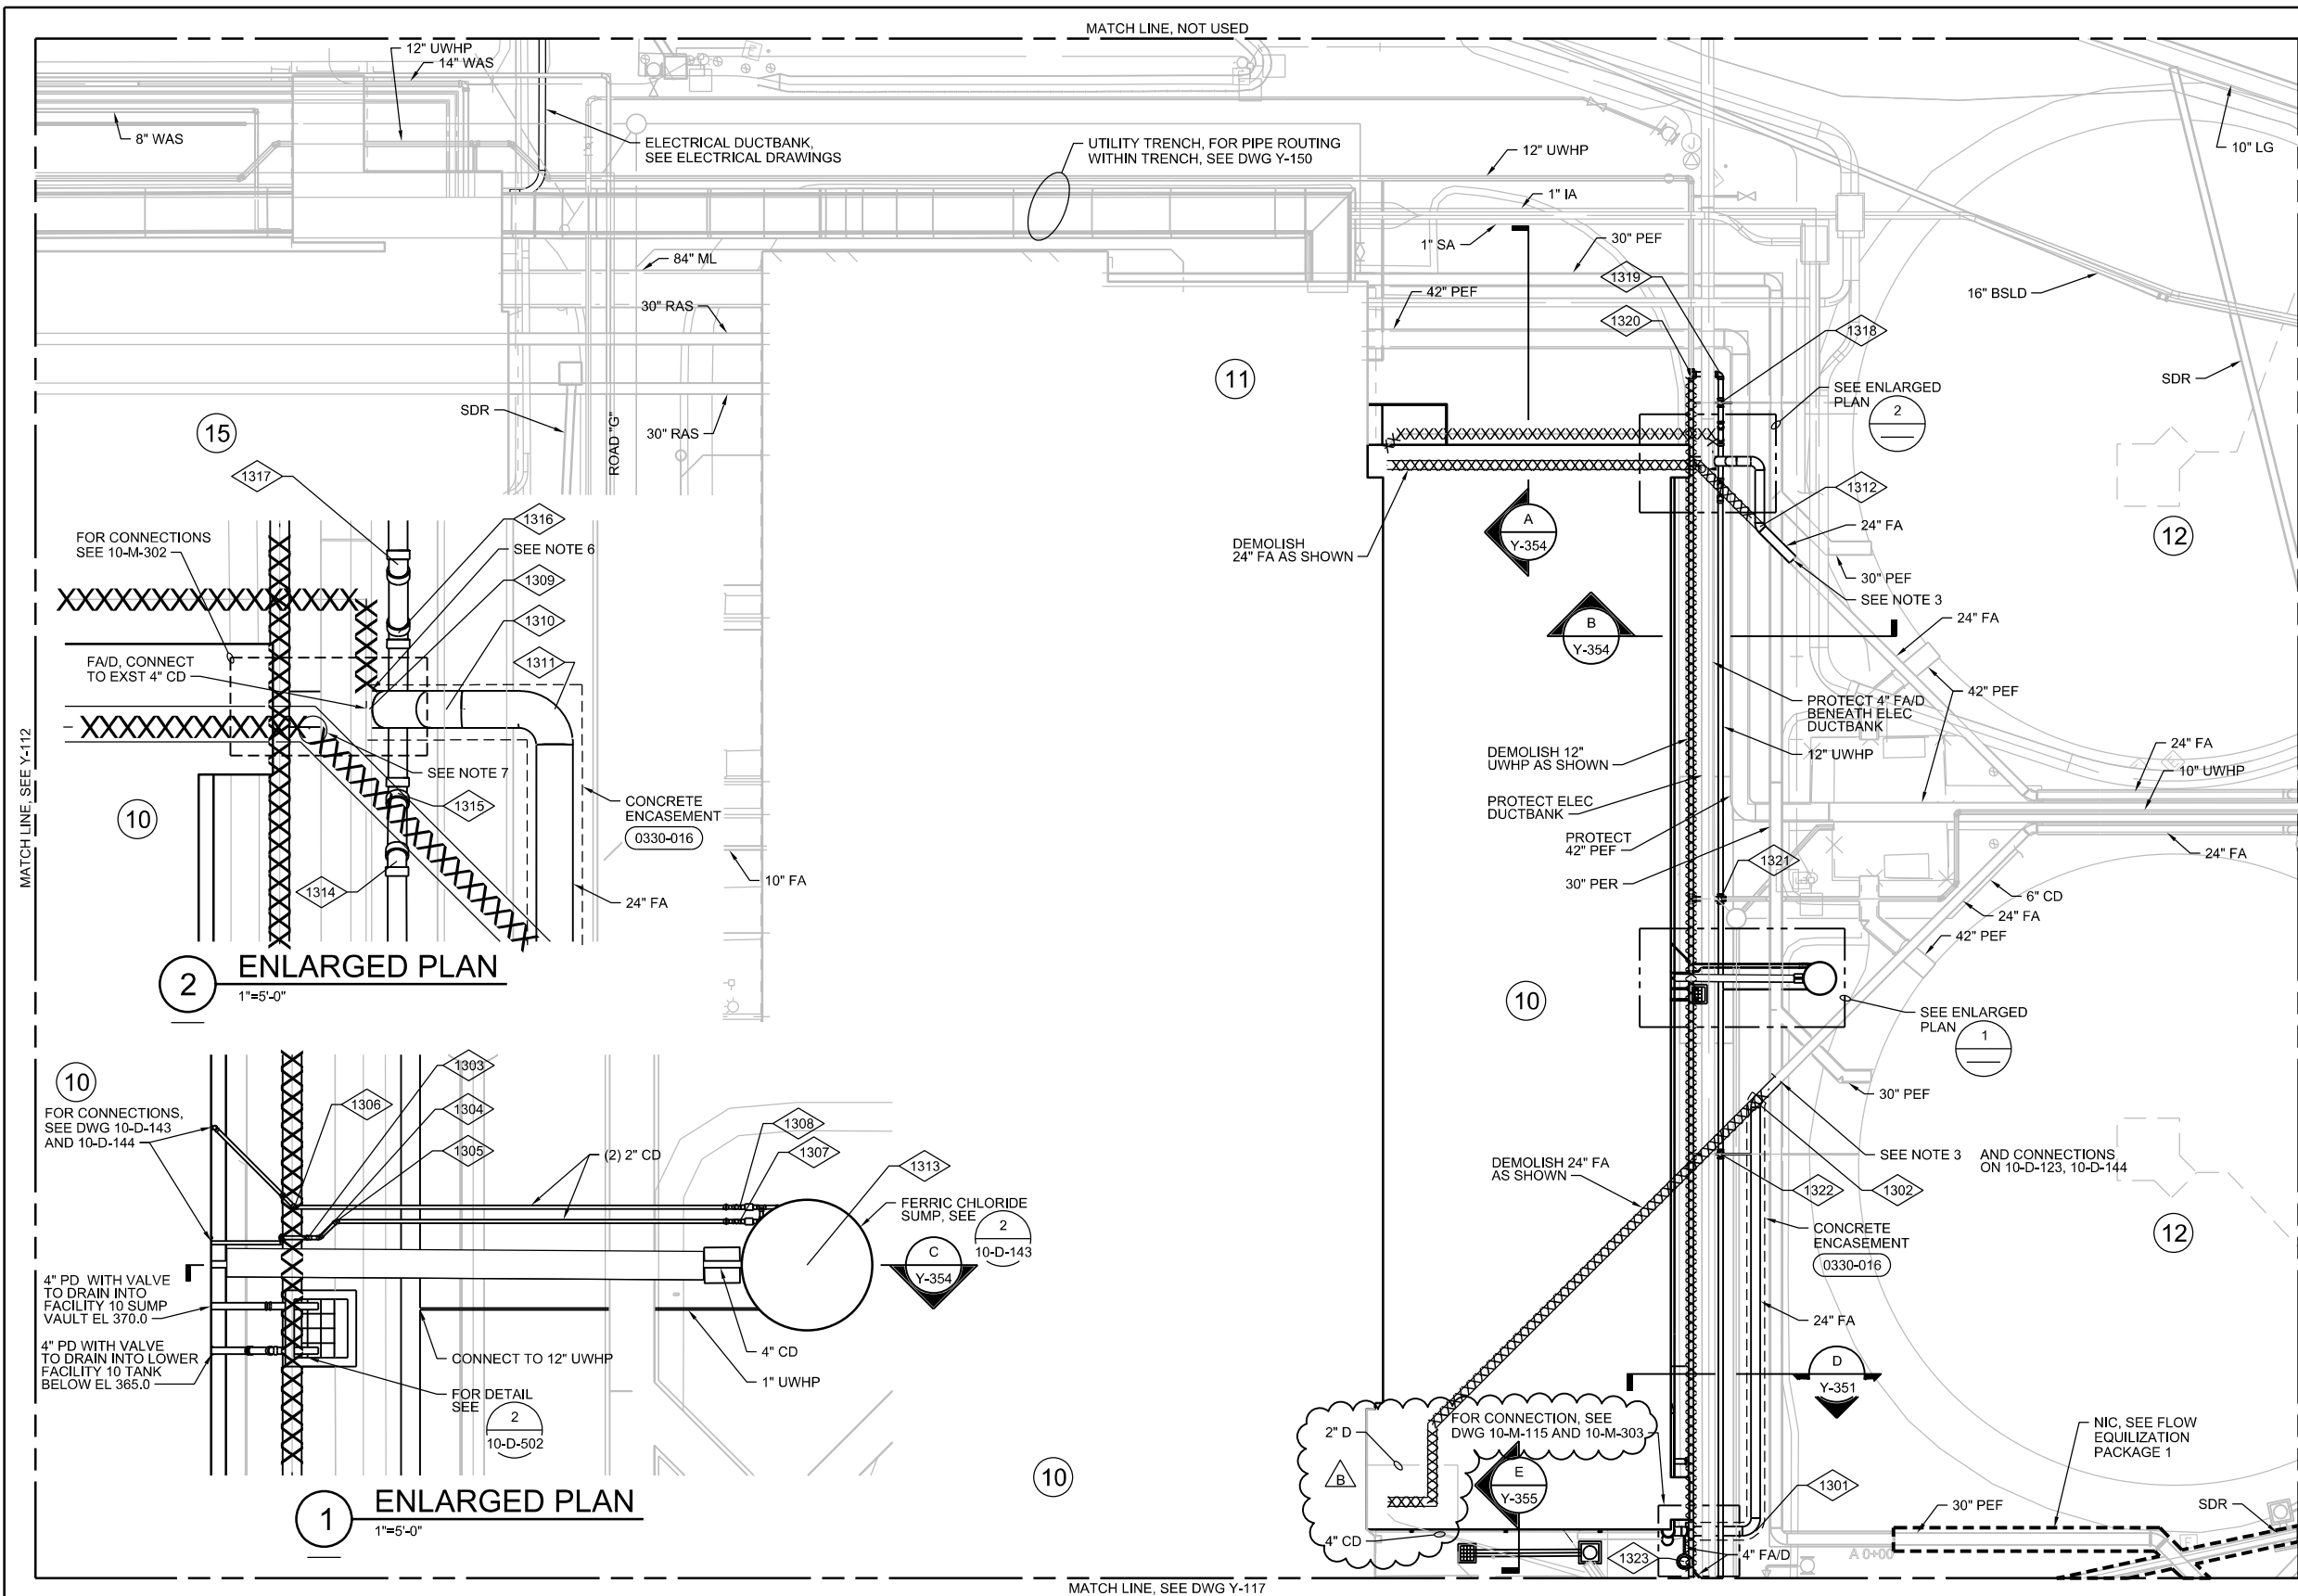 MATCH LINE, NOT USED
12" UWHP
14" WAS
8" WAS
ELECTRICAL DUCTBANK,
SEE ELECTRICAL DRAWINGS
UTILITY TRENCH, FOR PIPE ROUTING
WITHIN TRENCH, SEE DWG Y-150
12" UWHP
1" IA
1" SA
30" PEF
10" LG
J
84" ML
30" RAS
42" PEF
1319
1320
1318
16" BSLD
SDR
30" RAS
SDR
ROAD "G"
15
11
SEE ENLARGED
PLAN
2
12
1317
1316
SEE NOTE 6
1309
1310
1311
FOR CONNECTIONS
SEE 10-M-302
FA/D, CONNECT
TO EXST 4" CD
SEE NOTE 7
1315
1314
10
CONCRETE
ENCASEMENT
0330-016
24" FA
10" FA
2
ENLARGED PLAN
1"=5'-0"
MATCH LINE, SEE Y-112
DEMOLISH
24" FA AS SHOWN
A
Y-354
1312
24" FA
30" PEF
SEE NOTE 3
24" FA
B
Y-354
42" PEF
PROTECT 4" FA/D
BENEATH ELEC
DUCTBANK
12" UWHP
24" FA
10" UWHP
DEMOLISH 12"
UWHP AS SHOWN
PROTECT ELEC
DUCTBANK
PROTECT
42" PEF
30" PER
1321
24" FA
6" CD
24" FA
42" PEF
10
SEE ENLARGED
PLAN
1
30" PEF
SEE NOTE 3
AND CONNECTIONS
ON 10-D-123, 10-D-144
1322
1302
DEMOLISH 24" FA
AS SHOWN
CONCRETE
ENCASEMENT
0330-016
12
24" FA
D
Y-351
10
FOR CONNECTIONS,
SEE DWG 10-D-143
AND 10-D-144
1306
1303
1304
1305
(2) 2" CD
1308
1307
1313
FERRIC CHLORIDE
SUMP, SEE
2
10-D-143
C
Y-354
4" PD WITH VALVE
TO DRAIN INTO
FACILITY 10 SUMP
VAULT EL 370.0
4" PD WITH VALVE
TO DRAIN INTO LOWER
FACILITY 10 TANK
BELOW EL 365.0
CONNECT TO 12" UWHP
4" CD
1" UWHP
FOR DETAIL
SEE
2
10-D-502
1
ENLARGED PLAN
1"=5'-0"
10
2" D
B
FOR CONNECTION, SEE
DWG 10-M-115 AND 10-M-303
E
Y-355
4" CD
1323
4" FA/D
1301
NIC, SEE FLOW
EQUILIZATION
PACKAGE 1
30" PEF
SDR
A 0+00
MATCH LINE, SEE DWG Y-117